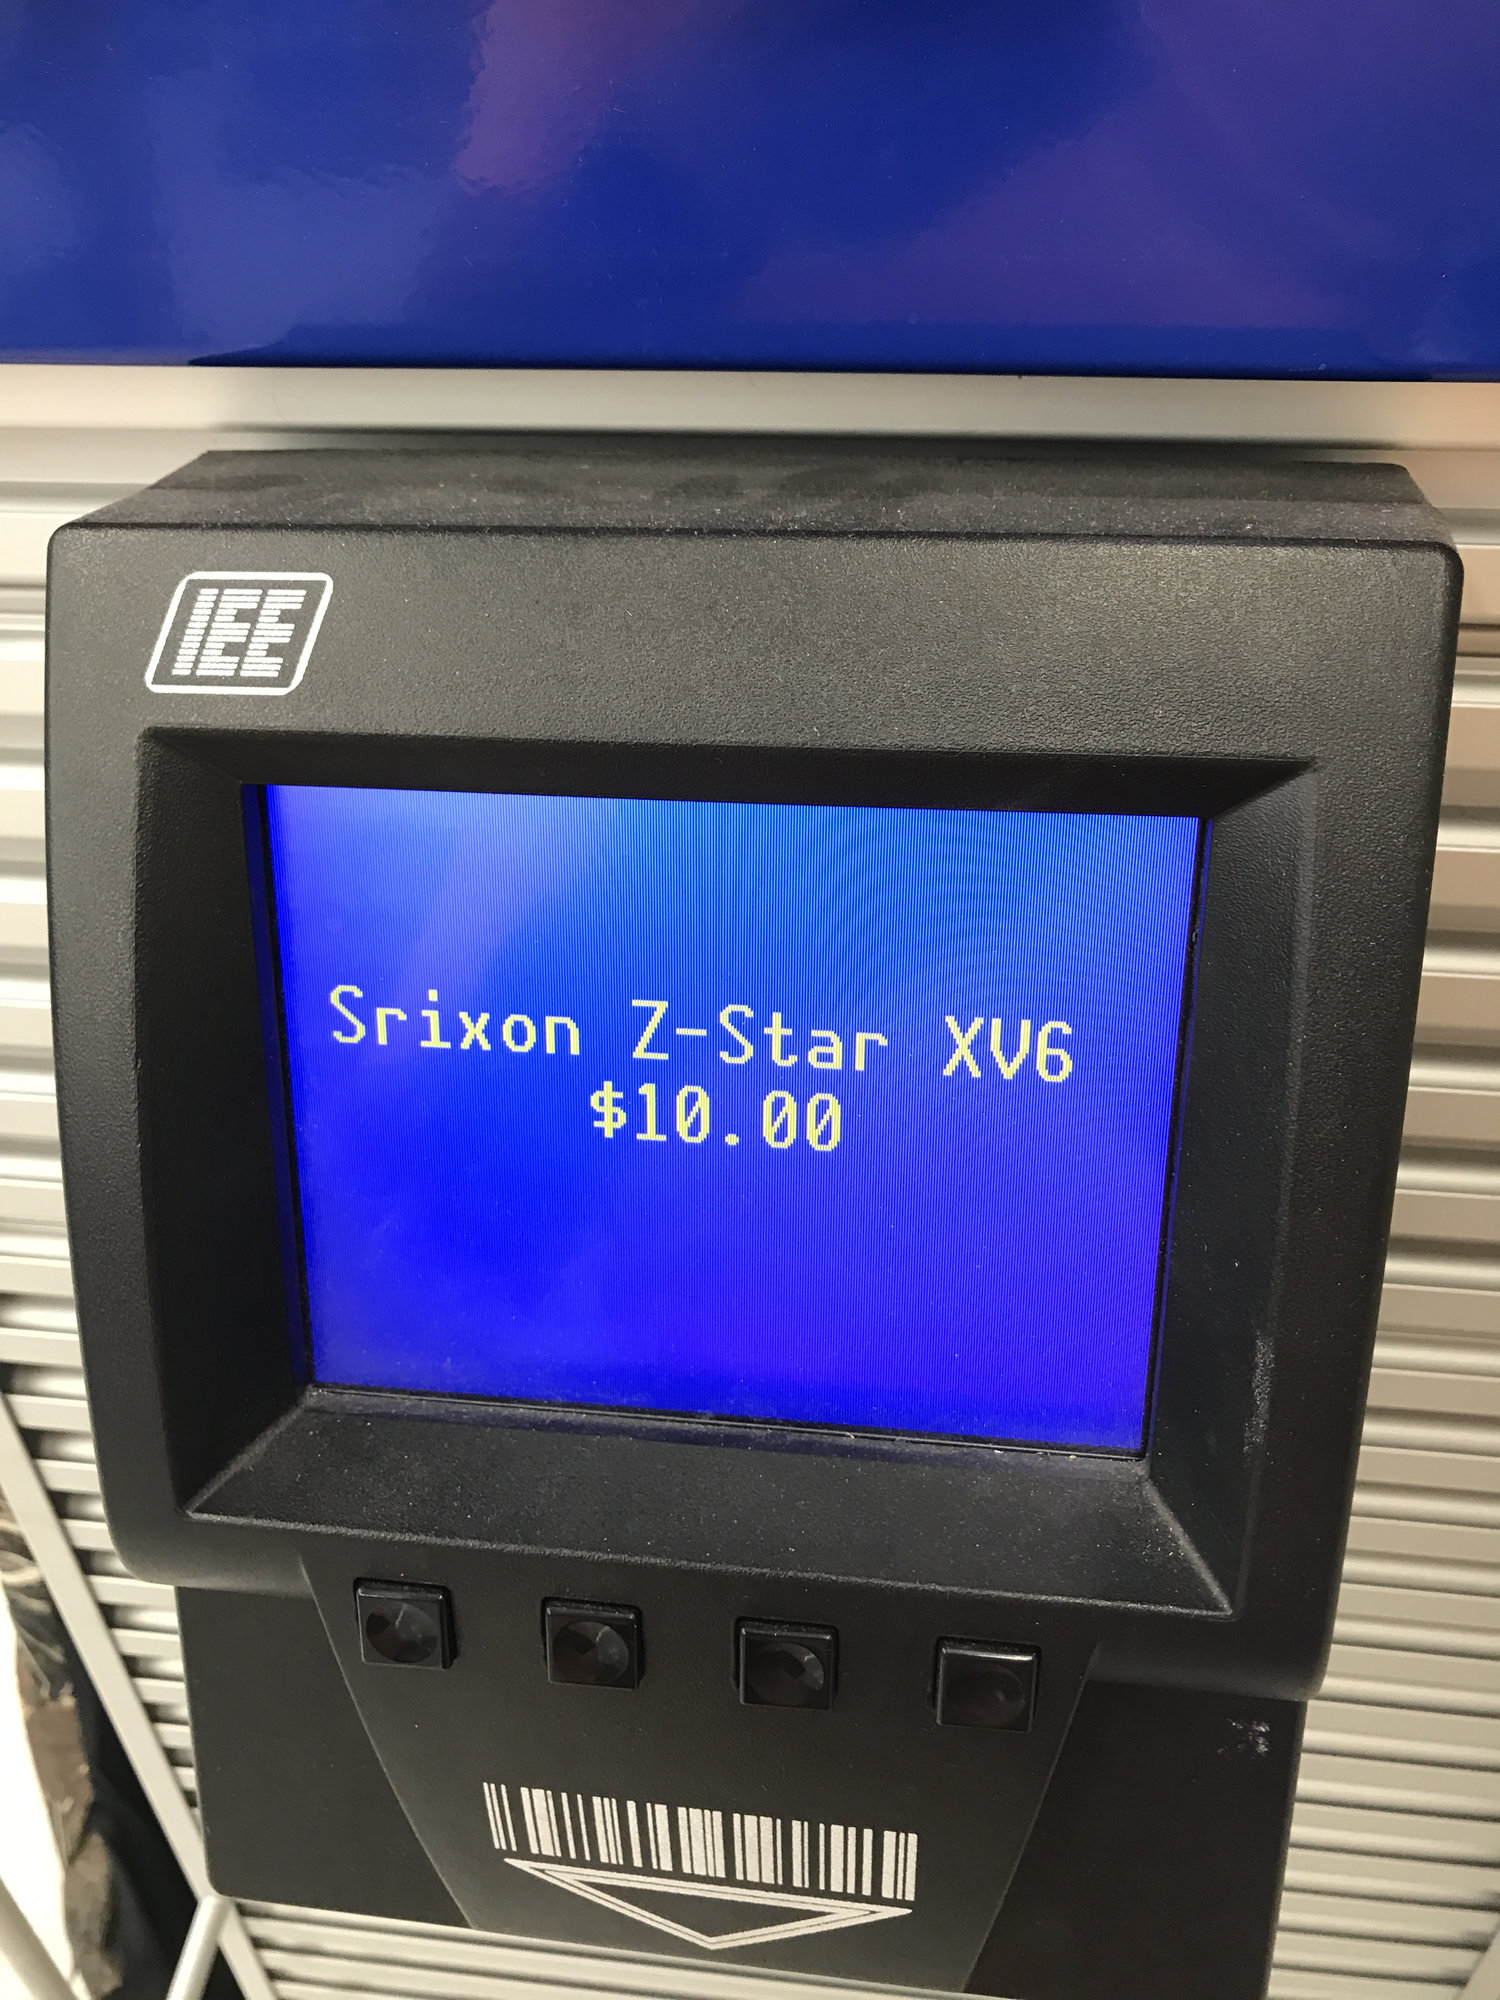 IEE
Srixon Z-Star XV6
$10.00